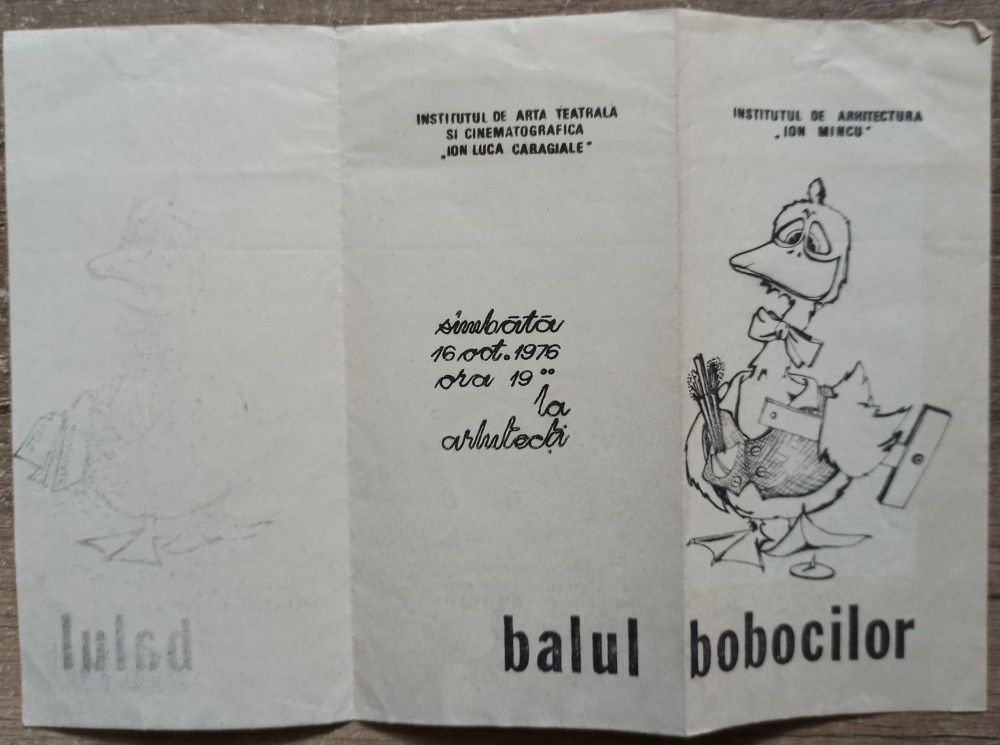 INSTITUTUL DE ARTA TEATRALA
SI CINEMATOGRAFICA
„ION LUCA CARAGIALE"
sîmbătă
16 oct. 1976
ora 19⁰⁰
la
arhitecți
INSTITUTUL DE ARHITECTURA
„ION MINCU"
balul bobocilor
balul